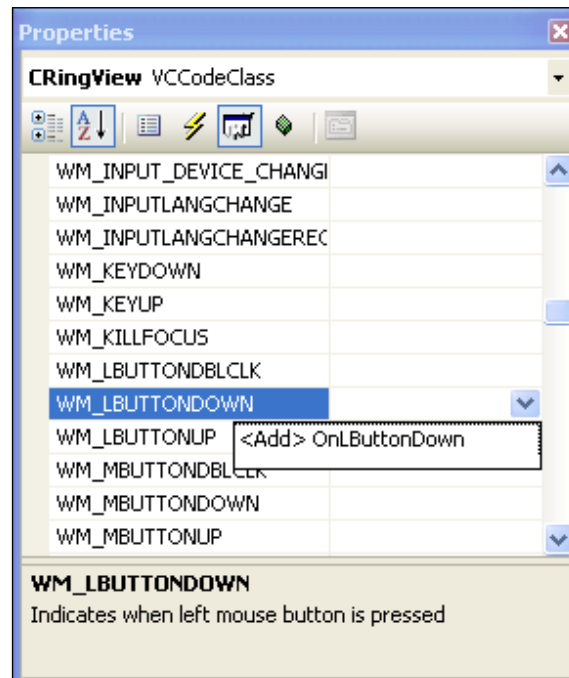 Properties
CRingView VCCodeClass
A
Z
WM_INPUT_DEVICE_CHANGI
WM_INPUTLANGCHANGE
WM_INPUTLANGCHANGEREC
WM_KEYDOWN
WM_KEYUP
WM_KILLFOCUS
WM_LBUTTONDBLCLK
WM_LBUTTONDOWN
WM_LBUTTONUP
<Add> OnLButtonDown
WM_MBUTTONDBLCLK
WM_MBUTTONDOWN
WM_MBUTTONUP
WM_LBUTTONDOWN
Indicates when left mouse button is pressed